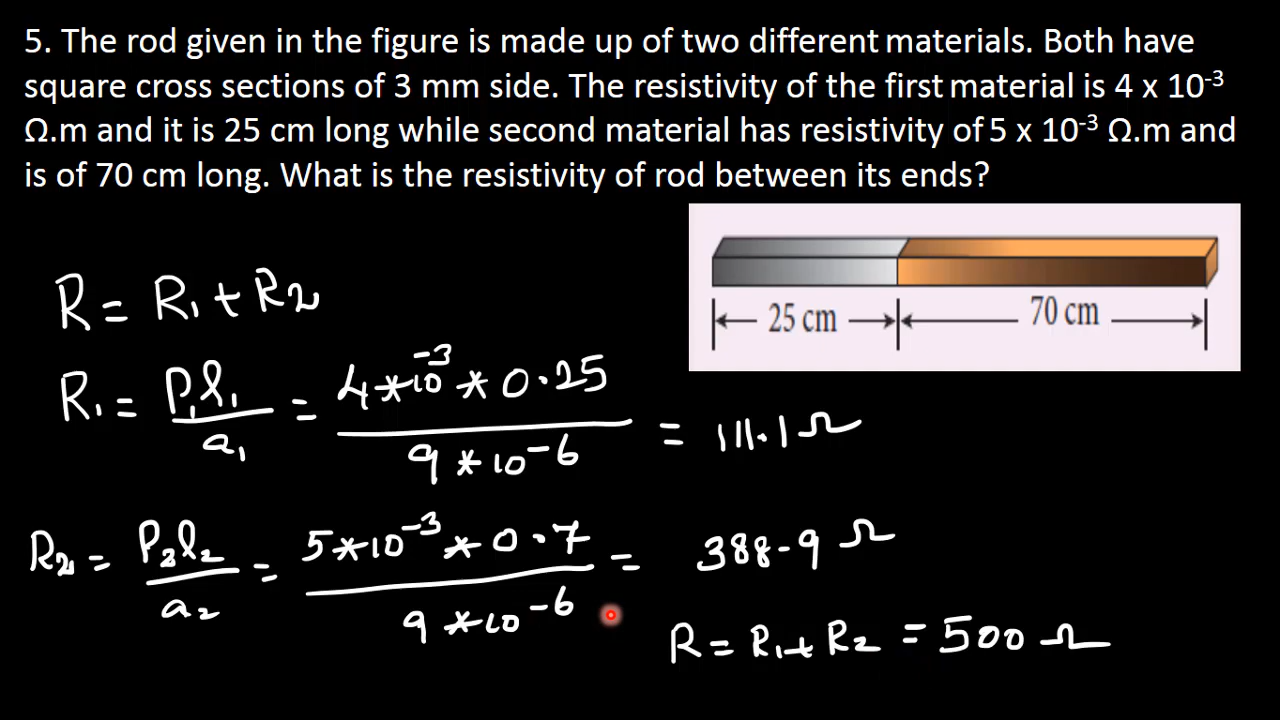 5. The rod given in the figure is made up of two different materials. Both have
square cross sections of 3 mm side. The resistivity of the first material is 4 x 10⁻³
Ω.m and it is 25 cm long while second material has resistivity of 5 x 10⁻³ Ω.m and
is of 70 cm long. What is the resistivity of rod between its ends?
25 cm 70 cm
R = R₁ + R₂
R₁ = ρ₁l₁/a₁ = 4*10⁻³ * 0.25 / 9*10⁻⁶ = 111.1 Ω
R₂ = ρ₂l₂/a₂ = 5*10⁻³ * 0.7 / 9*10⁻⁶ = 388.9 Ω
R = R₁ + R₂ = 500 Ω